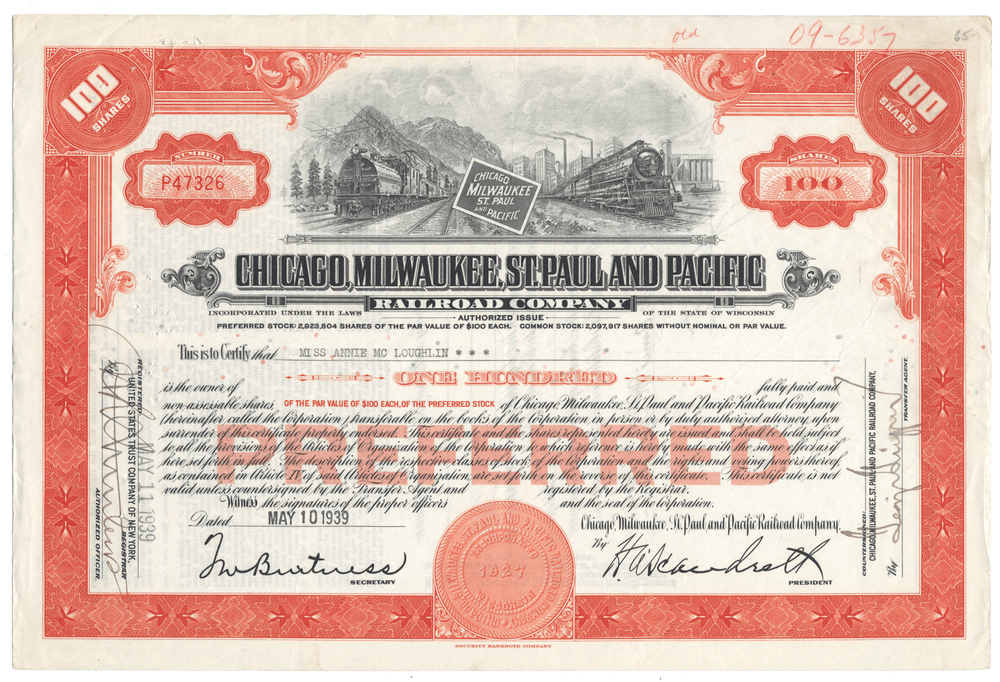 old
09-6357
65-
100
SHARES
100
SHARES
NUMBER
P47326
SHARES
100
CHICAGO
MILWAUKEE
ST. PAUL
AND PACIFIC
CHICAGO, MILWAUKEE, ST. PAUL AND PACIFIC
RAILROAD COMPANY
INCORPORATED UNDER THE LAWS OF THE STATE OF WISCONSIN
AUTHORIZED ISSUE
PREFERRED STOCK: 2,923,804 SHARES OF THE PAR VALUE OF $100 EACH. COMMON STOCK: 2,097,917 SHARES WITHOUT NOMINAL OR PAR VALUE.
This is to Certify that MISS ANNIE MC LOUGHLIN * * *
ONE HUNDRED
is the owner of fully paid and
non-assessable shares OF THE PAR VALUE OF $100 EACH, OF THE PREFERRED STOCK of Chicago, Milwaukee, St. Paul and Pacific Railroad Company
(hereinafter called the Corporation) transferable on the books of the Corporation in person or by duly authorized attorney upon
surrender of this certificate properly endorsed. This certificate and the shares represented hereby are issued and shall be held subject
to all the provisions of the Articles of Organization of the Corporation to which reference is hereby made with the same effect as if
here set forth in full. The description of the respective classes of stock of the Corporation and the rights and voting powers thereof,
as contained in Article IV of said Articles of Organization, are set forth on the reverse of this certificate. This certificate is not
valid unless countersigned by the Transfer Agent and registered by the Registrar.
PREFERRED
Witness the signatures of the proper officers and the seal of the Corporation.
Dated MAY 10 1939
Chicago, Milwaukee, St. Paul and Pacific Railroad Company,
By
SECRETARY
PRESIDENT
1927
REGISTERED:
MAY 11 1939
UNITED STATES TRUST COMPANY OF NEW YORK,
REGISTRAR
By
AUTHORIZED OFFICER
COUNTERSIGNED:
CHICAGO, MILWAUKEE, ST. PAUL AND PACIFIC RAILROAD COMPANY,
TRANSFER AGENT.
By
SECURITY BANKNOTE COMPANY